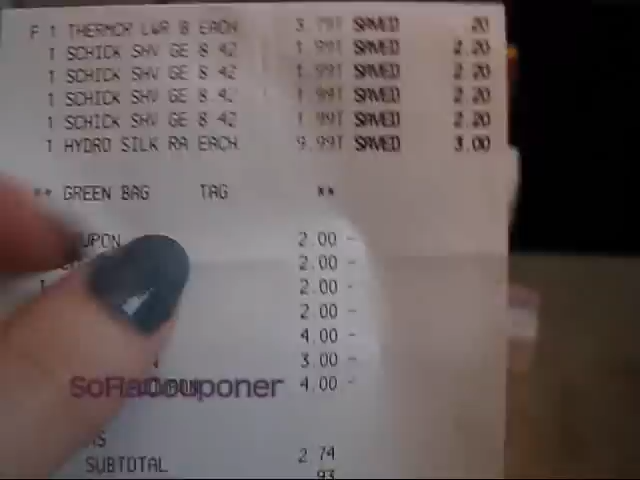 F 1 THERMCR LWR B EACH 3.79T SAVED .20
1 SCHICK SHV GE 8.42 1.99T SAVED 2.20
1 SCHICK SHV GE 8.42 1.99T SAVED 2.20
1 SCHICK SHV GE 8.42 1.99T SAVED 2.20
1 SCHICK SHV GE 8.42 1.99T SAVED 2.20
1 HYDRO SILK RA EACH 9.99T SAVED 3.00
** GREEN BAG TAG **
2.00 -
2.00 -
2.00 -
2.00 -
4.00 -
3.00 -
SoFlaCouponer 4.00 -
SUBTOTAL 2.74
.93